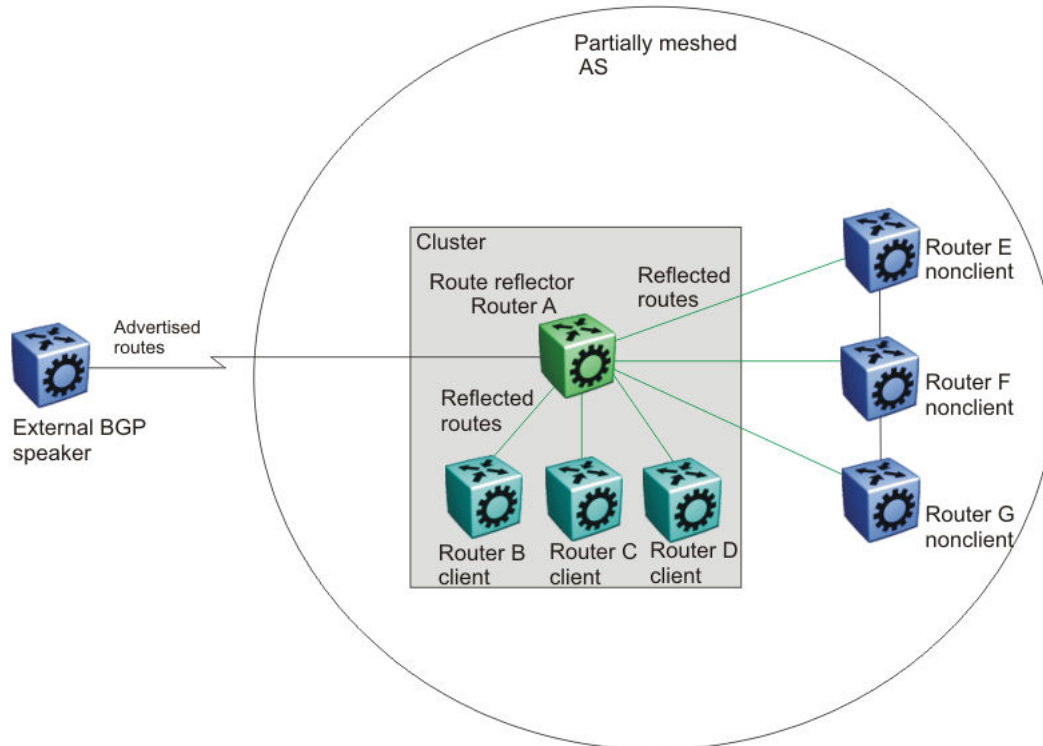 Partially meshed
AS
Cluster
Route reflector
Router A
Reflected
routes
Router E
nonclient
Advertised
routes
External BGP
speaker
Router F
nonclient
Reflected
routes
Router B
client
Router C
client
Router D
client
Router G
nonclient